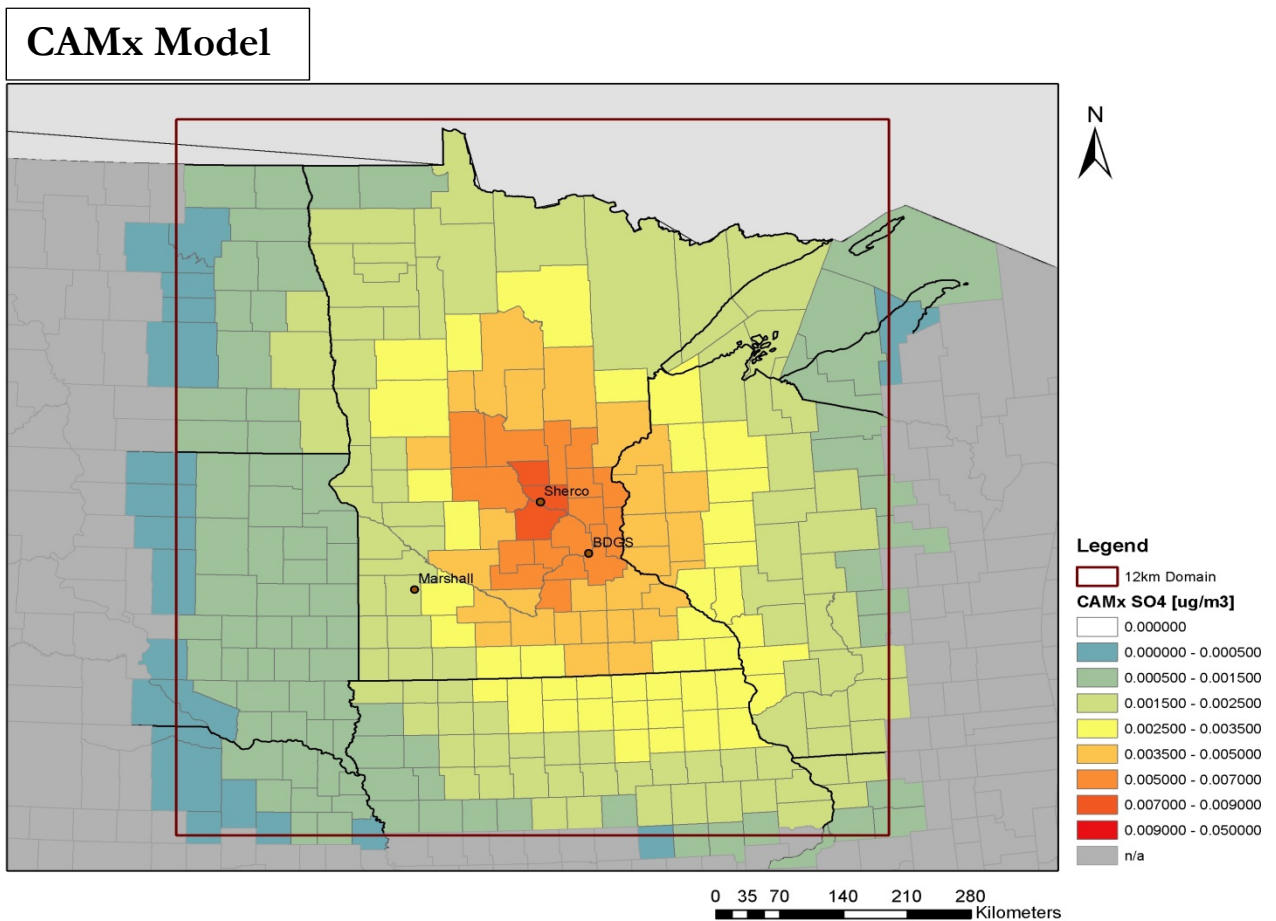 CAMx Model
N
Sherco
BDGS
Marshall
Legend
12km Domain
CAMx SO4 [ug/m3]
0.000000
0.000000 - 0.000500
0.000500 - 0.001500
0.001500 - 0.002500
0.002500 - 0.003500
0.003500 - 0.005000
0.005000 - 0.007000
0.007000 - 0.009000
0.009000 - 0.050000
n/a
0 35 70 140 210 280
Kilometers